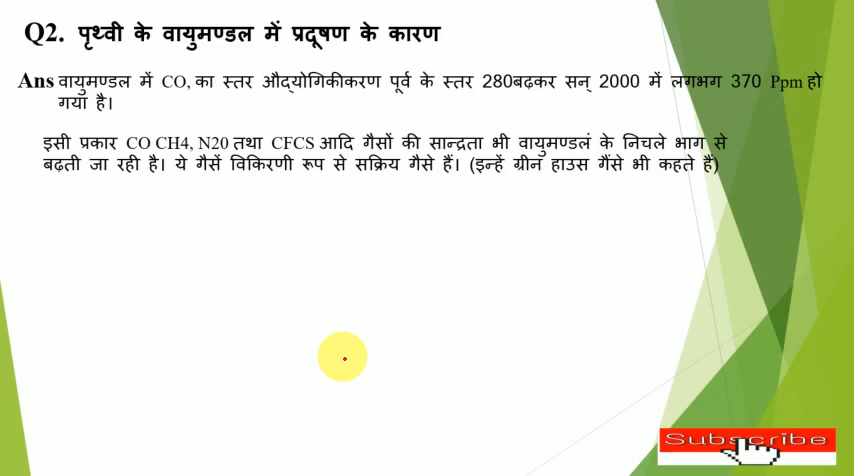 Q2. पृथ्वी के वायुमण्डल में प्रदूषण के कारण
Ans वायुमण्डल में CO, का स्तर औद्योगिकीकरण पूर्व के स्तर 280बढ़कर सन् 2000 में लगभग 370 Ppm हो
गया है।
इसी प्रकार CO CH4, N20 तथा CFCS आदि गैसों की सान्द्रता भी वायुमण्डलं के निचले भाग से
बढ़ती जा रही है। ये गैसें विकिरणी रूप से सक्रिय गैसे हैं। (इन्हें ग्रीन हाउस गैंसे भी कहते हैं)
Subscribe